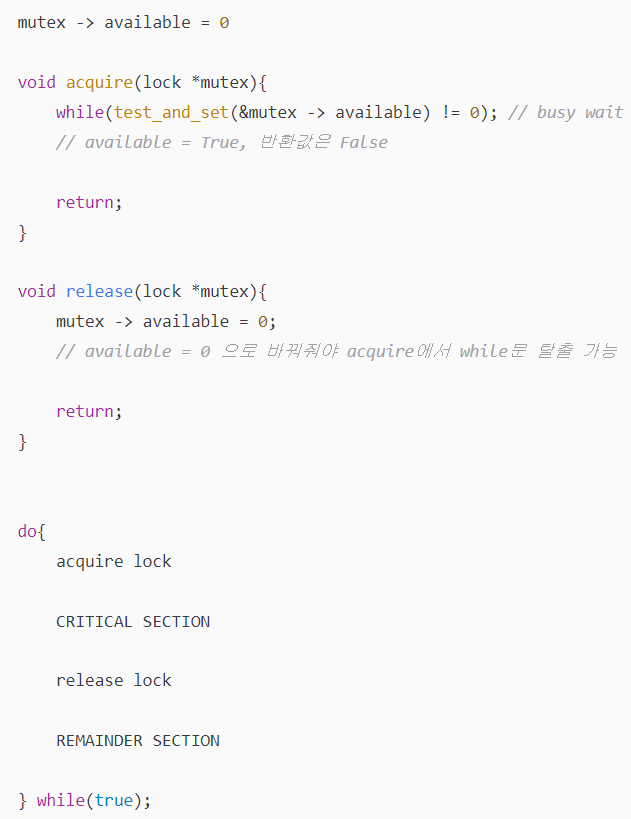 mutex -> available = 0
void acquire(lock *mutex){
while(test_and_set(&mutex -> available) != 0); // busy wait
// available = True, 반환값은 False
return;
}
void release(lock *mutex){
mutex -> available = 0;
// available = 0 으로 바꿔줘야 acquire에서 while문 탈출 가능
return;
}
do{
acquire lock
CRITICAL SECTION
release lock
REMAINDER SECTION
} while(true);